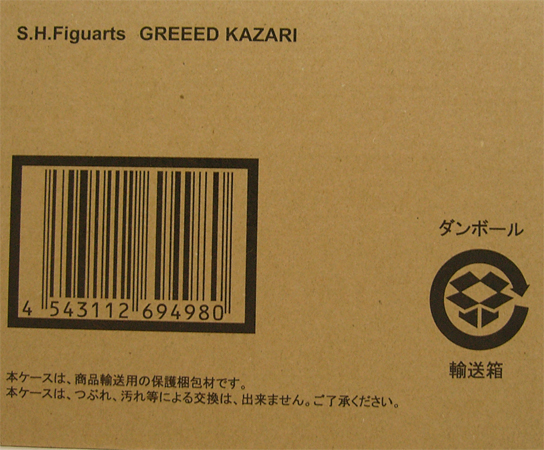 S.H.Figuarts GREEED KAZARI
4 543112 694980
ダンボール
輸送箱
本ケースは、商品輸送用の保護梱包材です。
本ケースは、つぶれ、汚れ等による交換は、出来ません。ご了承ください。